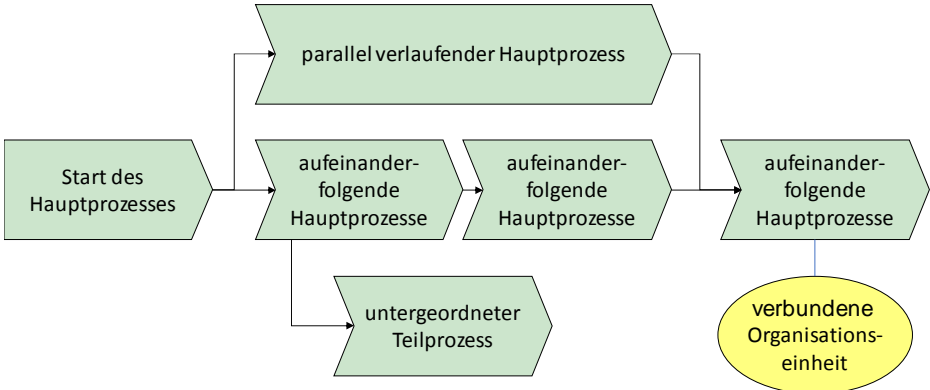 parallel verlaufender Hauptprozess
Start des
Hauptprozesses
aufeinander-
folgende
Hauptprozesse
aufeinander-
folgende
Hauptprozesse
aufeinander-
folgende
Hauptprozesse
untergeordneter
Teilprozess
verbundene
Organisations-
einheit